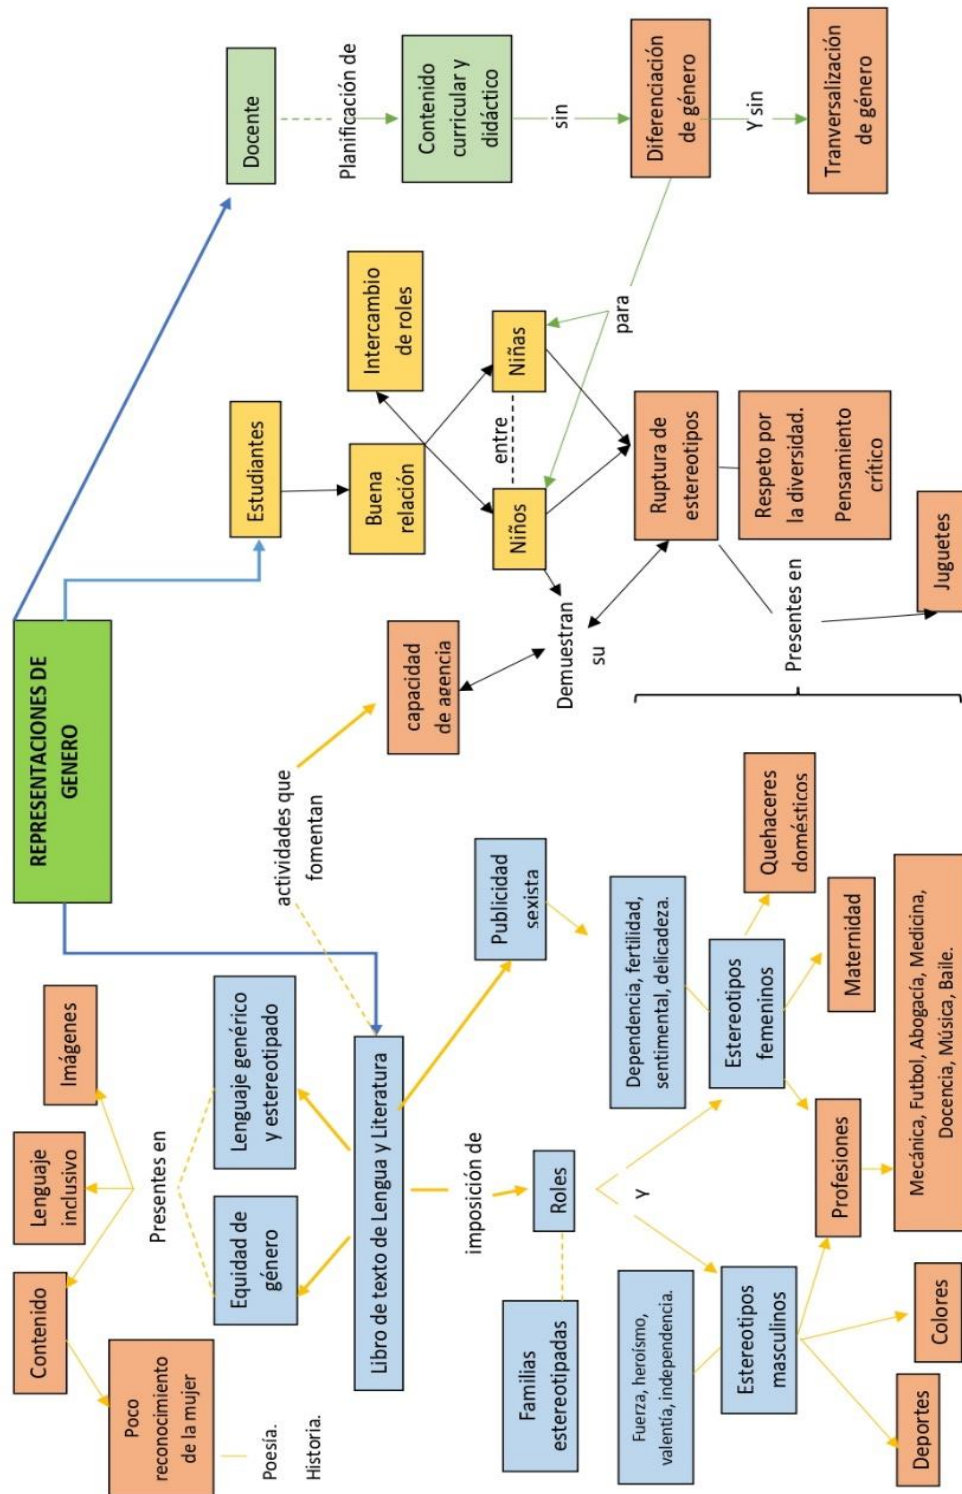 REPRESENTACIONES DE
GENERO
Contenido
Lenguaje
inclusivo
Imágenes
Poco
reconocimiento
de la mujer
Poesía.
Historia.
Presentes en
Equidad de
género
Lenguaje genérico
y estereotipado
Libro de texto de Lengua y Literatura
actividades que
fomentan
capacidad
de agencia
imposición de
Familias
estereotipadas
Roles
Publicidad
sexista
Y
Fuerza, heroísmo,
valentía, independencia.
Estereotipos
masculinos
Dependencia, fertilidad,
sentimental, delicadeza.
Estereotipos
femeninos
Deportes
Colores
Profesiones
Maternidad
Quehaceres
domésticos
Mecánica, Futbol, Abogacía, Medicina,
Docencia, Música, Baile.
Estudiantes
Buena
relación
Intercambio
de roles
Niños
entre
Niñas
Demuestran
su
Ruptura de
estereotipos
para
Respeto por
la diversidad.
Pensamiento
crítico
Presentes en
Juguetes
Docente
Planificación de
Contenido
curricular y
didáctico
sin
Diferenciación
de género
Y sin
Tranversalización
de género